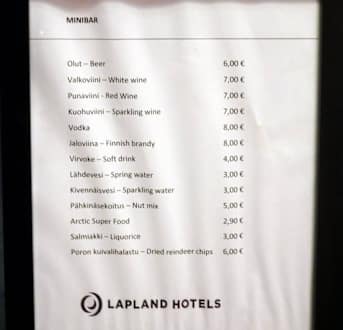 MINIBAR
Olut – Beer 6,00 €
Valkoviini – White wine 7,00 €
Punaviini - Red Wine 7,00 €
Kuohuviini – Sparkling wine 7,00 €
Vodka 8,00 €
Jaloviina – Finnish brandy 8,00 €
Virvoke – Soft drink 4,00 €
Lähdevesi – Spring water 3,00 €
Kivennäisvesi – Sparkling water 3,00 €
Pähkinäsekoitus – Nut mix 5,00 €
Arctic Super Food 2,90 €
Salmiakki – Liquorice 3,00 €
Poron kuivalihalastu – Dried reindeer chips 6,00 €
LAPLAND HOTELS